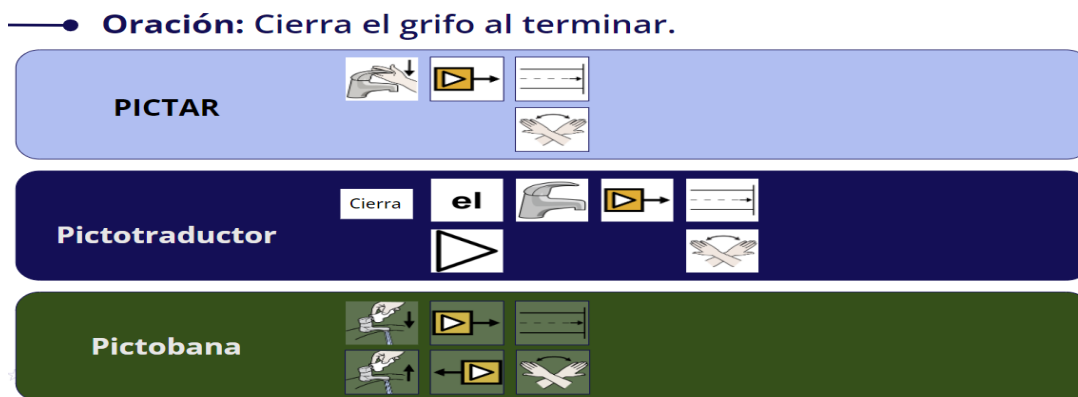 Oración: Cierra el grifo al terminar.
PICTAR
Pictotraductor
Cierra
el
Pictobana